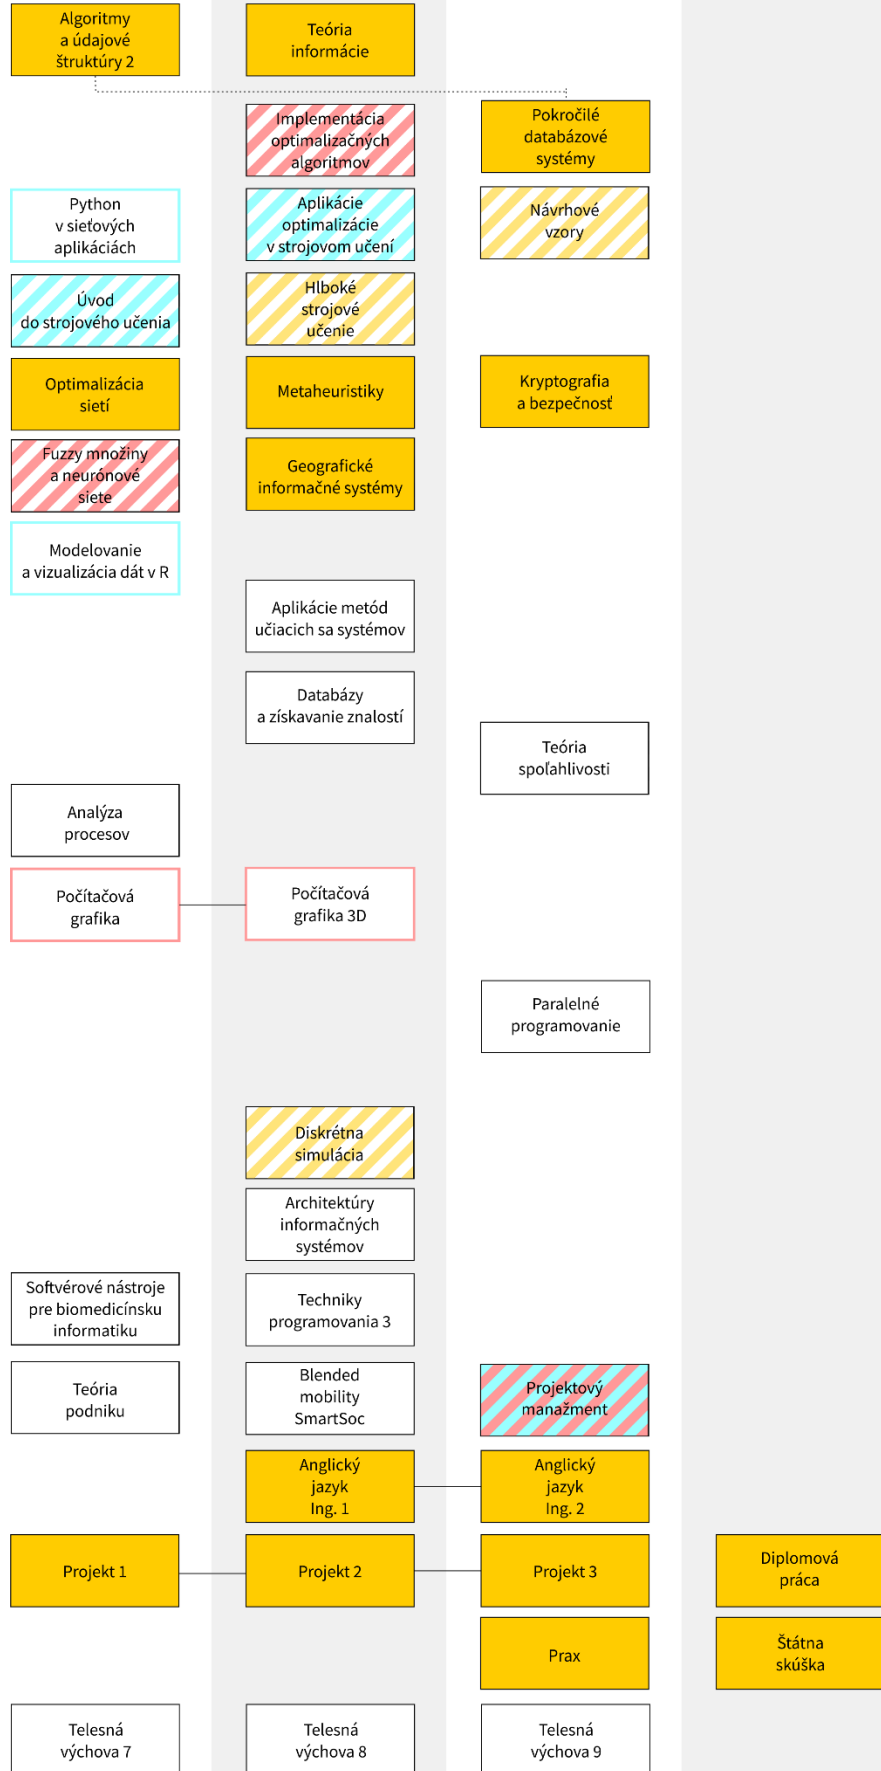 Algoritmy
a údajové
štruktúry 2
Teória
informácie
Implementácia
optimalizačných
algoritmov
Pokročilé
databázové
systémy
Python
v sieťových
aplikáciách
Aplikácie
optimalizácie
v strojovom učení
Návrhové
vzory
Úvod
do strojového učenia
Hlboké
strojové
učenie
Optimalizácia
sietí
Metaheuristiky
Kryptografia
a bezpečnosť
Fuzzy množiny
a neurónové
siete
Geografické
informačné systémy
Modelovanie
a vizualizácia dát v R
Aplikácie metód
učiacich sa systémov
Databázy
a získavanie znalostí
Teória
spoľahlivosti
Analýza
procesov
Počítačová
grafika
Počítačová
grafika 3D
Paralelné
programovanie
Diskrétna
simulácia
Architektúry
informačných
systémov
Softvérové nástroje
pre biomedicínsku
informatiku
Techniky
programovania 3
Teória
podniku
Blended
mobility
SmartSoc
Projektový
manažment
Anglický
jazyk
Ing. 1
Anglický
jazyk
Ing. 2
Projekt 1
Projekt 2
Projekt 3
Diplomová
práca
Prax
Štátna
skúška
Telesná
výchova 7
Telesná
výchova 8
Telesná
výchova 9